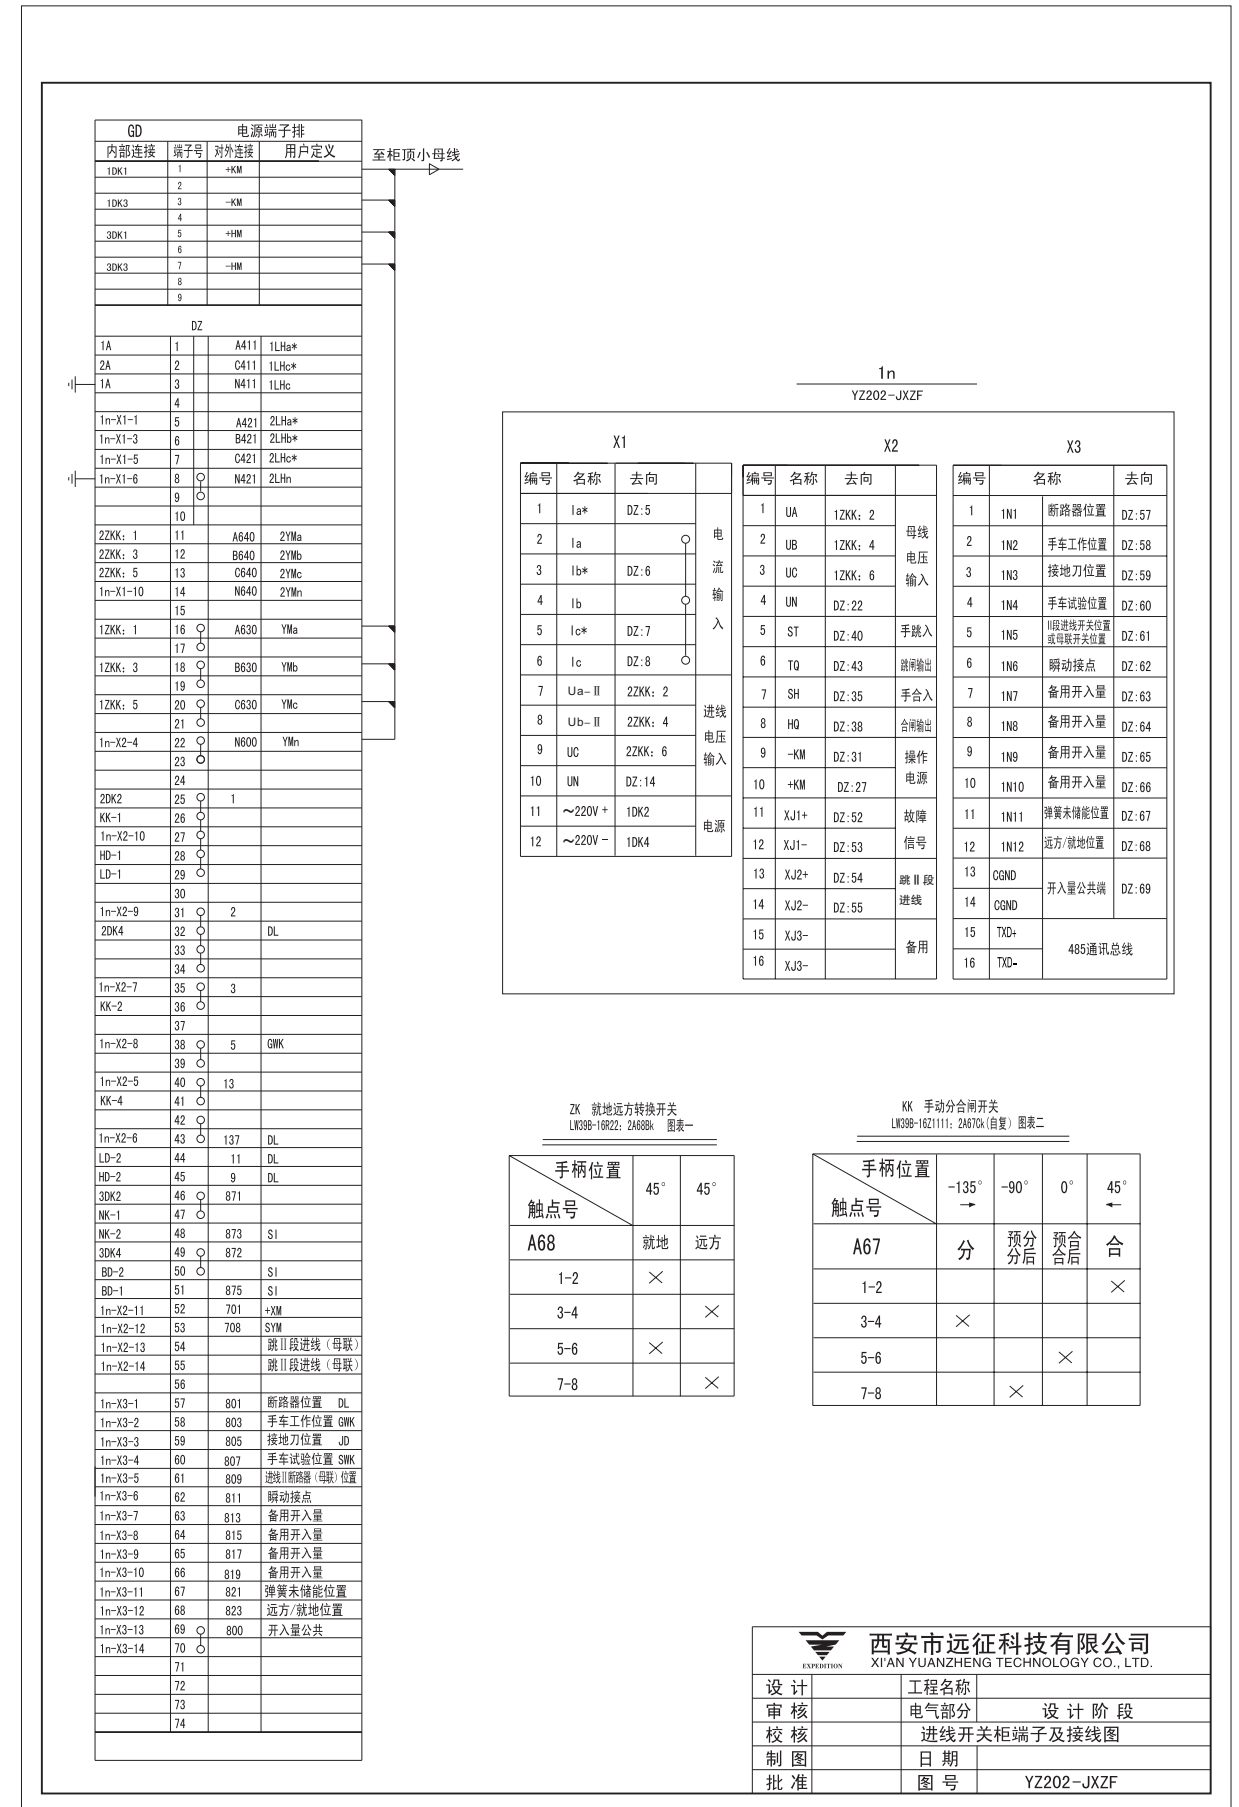 GD 电源端子排
内部连接 端子号 对外连接 用户定义
1DK1 1 +KM
2
1DK3 3 -KM
4
3DK1 5 +HM
6
3DK3 7 -HM
8
9
至柜顶小母线
DZ
1A 1 A411 1LHa*
2A 2 C411 1LHc*
1A 3 N411 1LHc
4
1n-X1-1 5 A421 2LHa*
1n-X1-3 6 B421 2LHb*
1n-X1-5 7 C421 2LHc*
1n-X1-6 8 N421 2LHn
9
10
2ZKK: 1 11 A640 2YMa
2ZKK: 3 12 B640 2YMb
2ZKK: 5 13 C640 2YMc
1n-X1-10 14 N640 2YMn
15
1ZKK: 1 16 A630 YMa
17
1ZKK: 3 18 B630 YMb
19
1ZKK: 5 20 C630 YMc
21
1n-X2-4 22 N600 YMn
23
24
2DK2 25 1
KK-1 26
1n-X2-10 27
HD-1 28
LD-1 29
30
1n-X2-9 31 2
2DK4 32 DL
33
34
1n-X2-7 35 3
KK-2 36
37
1n-X2-8 38 5 GWK
39
1n-X2-5 40 13
KK-4 41
42
1n-X2-6 43 137 DL
LD-2 44 11 DL
HD-2 45 9 DL
3DK2 46 871
NK-1 47
NK-2 48 873 SI
3DK4 49 872
BD-2 50 SI
BD-1 51 875 SI
1n-X2-11 52 701 +XM
1n-X2-12 53 708 SYM
1n-X2-13 54 跳Ⅱ段进线（母联）
1n-X2-14 55 跳Ⅱ段进线（母联）
56
1n-X3-1 57 801 断路器位置 DL
1n-X3-2 58 803 手车工作位置 GWK
1n-X3-3 59 805 接地刀位置 JD
1n-X3-4 60 807 手车试验位置 SWK
1n-X3-5 61 809 进线Ⅱ断路器（母联）位置
1n-X3-6 62 811 瞬动接点
1n-X3-7 63 813 备用开入量
1n-X3-8 64 815 备用开入量
1n-X3-9 65 817 备用开入量
1n-X3-10 66 819 备用开入量
1n-X3-11 67 821 弹簧未储能位置
1n-X3-12 68 823 远方/就地位置
1n-X3-13 69 800 开入量公共
1n-X3-14 70
71
72
73
74
1n
YZ202-JXZF
X1
编号 名称 去向
1 Ia* DZ:5
2 Ia
3 Ib* DZ:6
4 Ib
5 Ic* DZ:7
6 Ic DZ:8
电流输入
7 Ua-Ⅱ 2ZKK: 2
8 Ub-Ⅱ 2ZKK: 4
9 UC 2ZKK: 6
10 UN DZ:14
进线
电压
输入
11 ～220V + 1DK2
12 ～220V - 1DK4
电源
X2
编号 名称 去向
1 UA 1ZKK: 2
2 UB 1ZKK: 4
3 UC 1ZKK: 6
4 UN DZ:22
母线
电压
输入
5 ST DZ:40 手跳入
6 TQ DZ:43 跳闸输出
7 SH DZ:35 手合入
8 HQ DZ:38 合闸输出
9 -KM DZ:31 操作
10 +KM DZ:27 电源
11 XJ1+ DZ:52 故障
12 XJ1- DZ:53 信号
13 XJ2+ DZ:54 跳Ⅱ段
14 XJ2- DZ:55 进线
15 XJ3-
16 XJ3-
备用
X3
编号 名称 去向
1 1N1 断路器位置 DZ:57
2 1N2 手车工作位置 DZ:58
3 1N3 接地刀位置 DZ:59
4 1N4 手车试验位置 DZ:60
5 1N5 Ⅱ段进线开关位置或母联开关位置 DZ:61
6 1N6 瞬动接点 DZ:62
7 1N7 备用开入量 DZ:63
8 1N8 备用开入量 DZ:64
9 1N9 备用开入量 DZ:65
10 1N10 备用开入量 DZ:66
11 1N11 弹簧未储能位置 DZ:67
12 1N12 远方/就地位置 DZ:68
13 CGND
14 CGND
开入量公共端 DZ:69
15 TXD+
16 TXD-
485通讯总线
ZK 就地远方转换开关
LW39B-16R22; 2A68Bk 图表一
手柄位置 45° 45°
触点号
A68 就地 远方
1-2 ×
3-4 ×
5-6 ×
7-8 ×
KK 手动分合闸开关
LW39B-16Z1111; 2A67Ck(自复) 图表二
手柄位置 -135° -90° 0° 45°
触点号 → ←
A67 分 预分分后 预合合后 合
1-2 ×
3-4 ×
5-6 ×
7-8 ×
EXPEDITION
西安市远征科技有限公司
XI'AN YUANZHENG TECHNOLOGY CO., LTD.
设计 工程名称
审核 电气部分 设计阶段
校核 进线开关柜端子及接线图
制图 日期
批准 图号 YZ202-JXZF